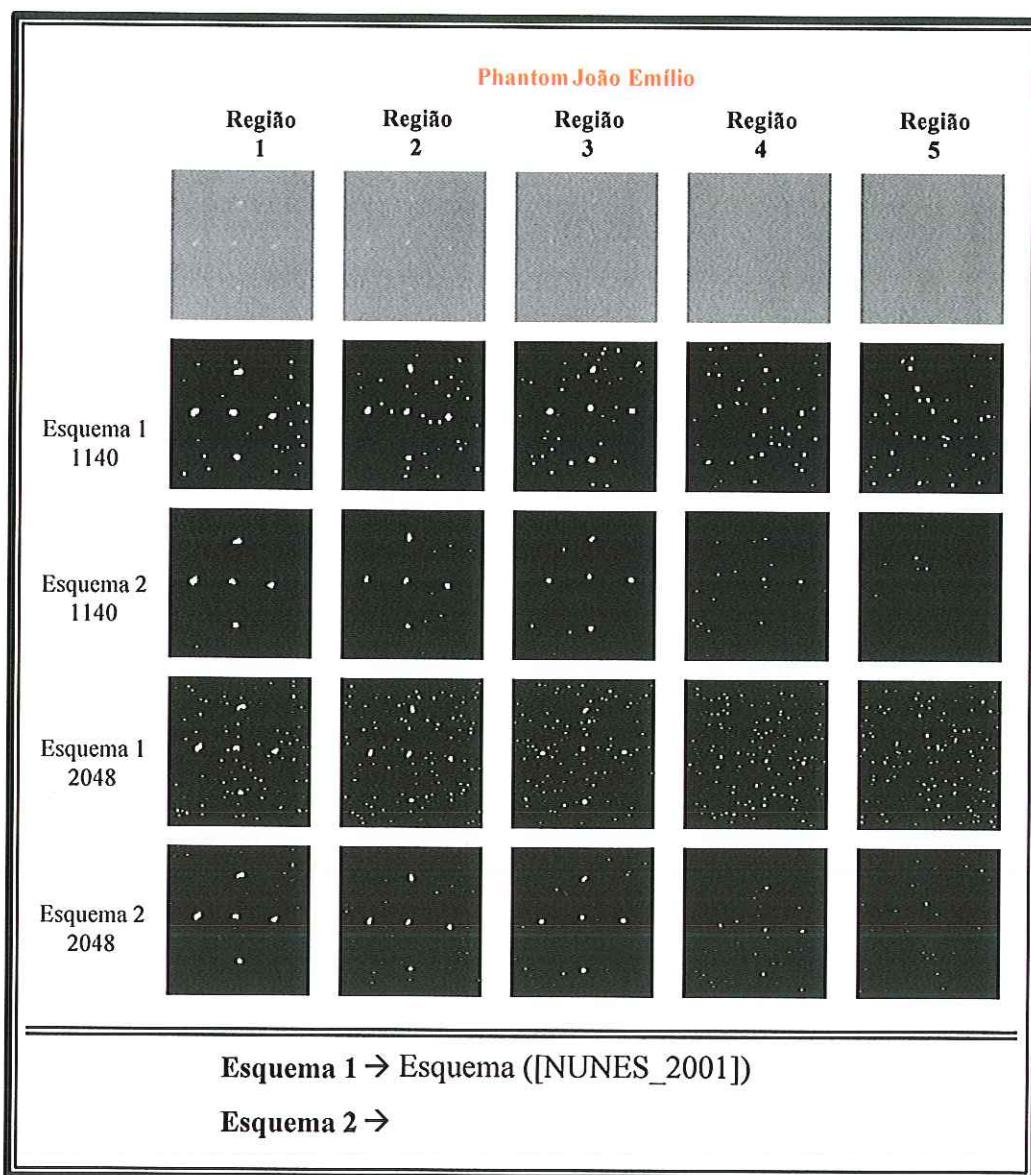 Phantom João Emílio
Região 1
Região 2
Região 3
Região 4
Região 5
Esquema 1
1140
Esquema 2
1140
Esquema 1
2048
Esquema 2
2048
Esquema 1 → Esquema ([NUNES_2001])
Esquema 2 →